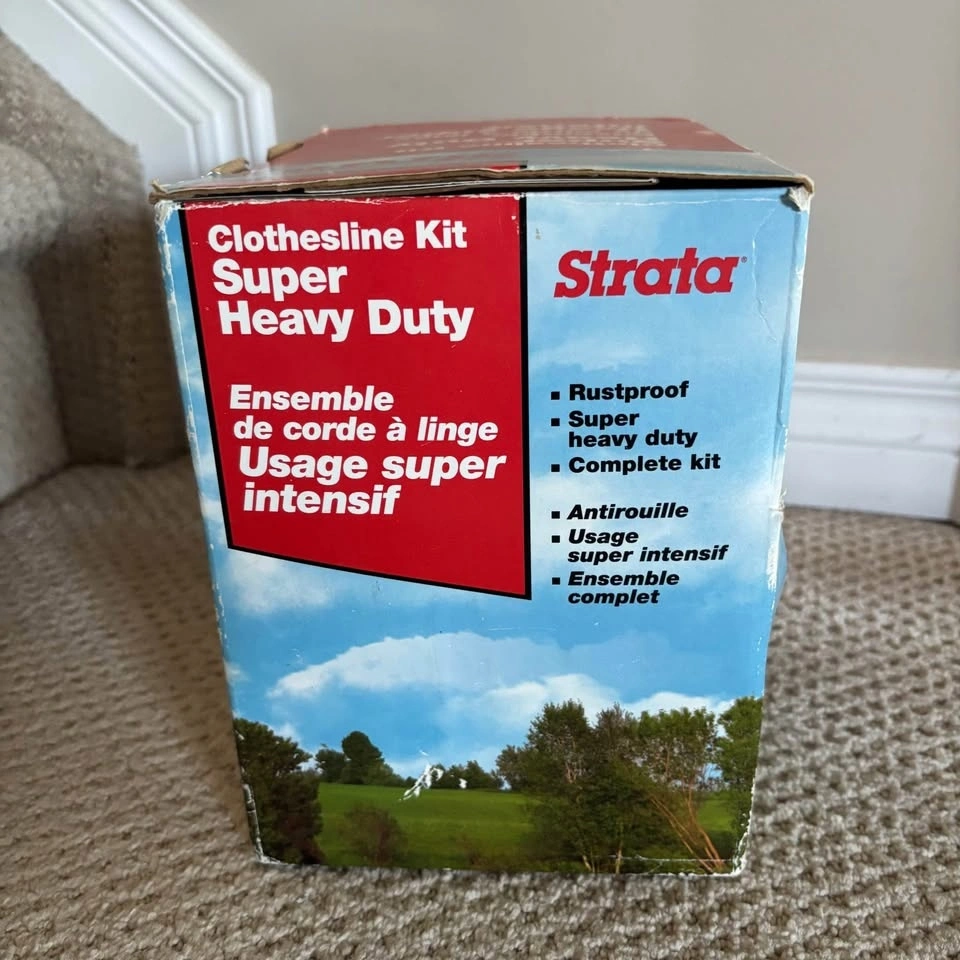 Clothesline Kit
Super
Heavy Duty
Ensemble
de corde à linge
Usage super
intensif
Strata®
▪ Rustproof
▪ Super
heavy duty
▪ Complete kit
▪ Antirouille
▪ Usage
super intensif
▪ Ensemble
complet